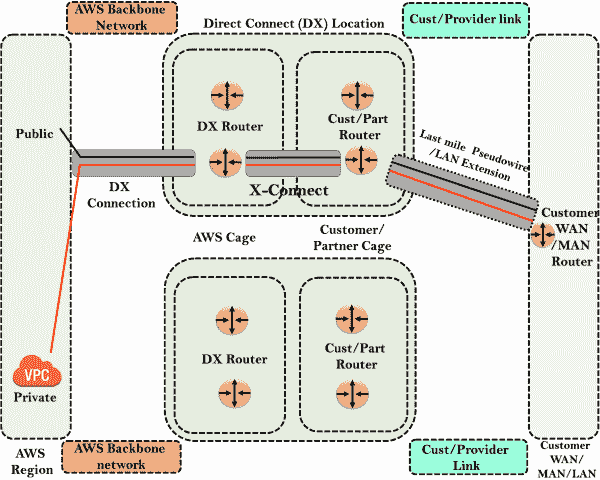 AWS Backbone
Network
Direct Connect (DX) Location
Cust/Provider link
Public
DX Router
Cust/Part
Router
Last mile Pseudowire
/LAN Extension
DX
Connection
X-Connect
Customer
WAN
/MAN
Router
AWS Cage
Customer/
Partner Cage
DX Router
Cust/Part
Router
VPC
Private
AWS
Region
AWS Backbone
network
Cust/Provider
Link
Customer
WAN/
MAN/LAN